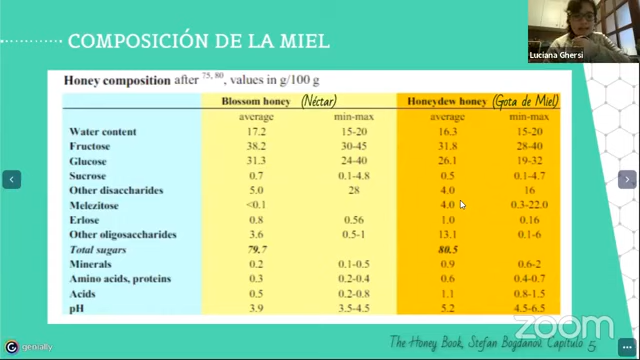 Luciana Ghersi
COMPOSICIÓN DE LA MIEL
Honey composition after 75, 80, values in g/100 g
Blossom honey (Néctar) Honeydew honey (Gota de Miel)
average min-max average min-max
Water content 17.2 15-20 16.3 15-20
Fructose 38.2 30-45 31.8 28-40
Glucose 31.3 24-40 26.1 19-32
Sucrose 0.7 0.1-4.8 0.5 0.1-4.7
Other disaccharides 5.0 28 4.0 16
Melezitose <0.1 4.0 0.3-22.0
Erlose 0.8 0.56 1.0 0.16
Other oligosaccharides 3.6 0.5-1 13.1 0.1-6
Total sugars 79.7 80.5
Minerals 0.2 0.1-0.5 0.9 0.6-2
Amino acids, proteins 0.3 0.2-0.4 0.6 0.4-0.7
Acids 0.5 0.2-0.8 1.1 0.8-1.5
pH 3.9 3.5-4.5 5.2 4.5-6.5
zoom
genially
The Honey Book, Stefan Bogdanov. Capitulo 5